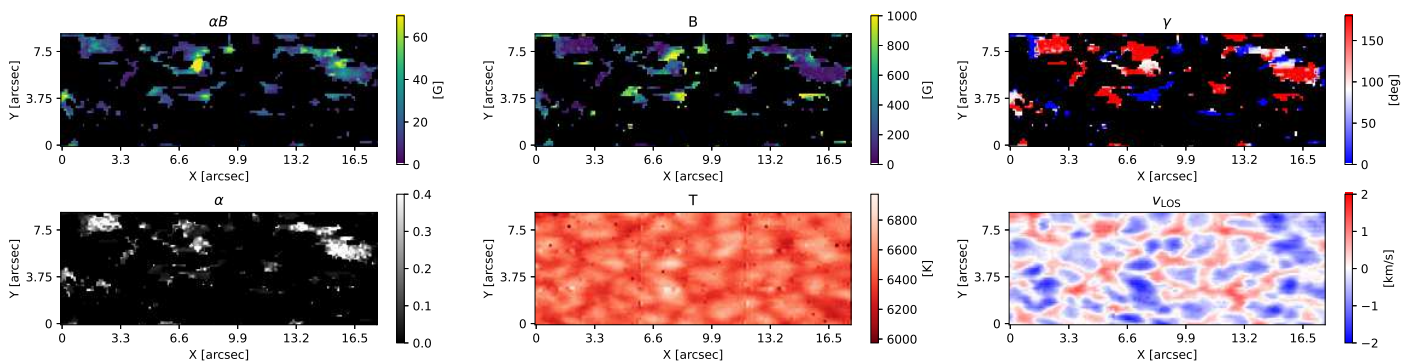 αB
B
γ
7.5
3.75
0
Y [arcsec]
0 3.3 6.6 9.9 13.2 16.5
X [arcsec]
60
40
20
0
[G]
7.5
3.75
0
Y [arcsec]
0 3.3 6.6 9.9 13.2 16.5
X [arcsec]
1000
800
600
400
200
0
[G]
7.5
3.75
0
Y [arcsec]
0 3.3 6.6 9.9 13.2 16.5
X [arcsec]
150
100
50
0
[deg]
α
T
v_LOS
7.5
3.75
0
Y [arcsec]
0 3.3 6.6 9.9 13.2 16.5
X [arcsec]
0.4
0.3
0.2
0.1
0.0
7.5
3.75
0
Y [arcsec]
0 3.3 6.6 9.9 13.2 16.5
X [arcsec]
6800
6600
6400
6200
6000
[K]
7.5
3.75
0
Y [arcsec]
0 3.3 6.6 9.9 13.2 16.5
X [arcsec]
2
1
0
−1
−2
[km/s]